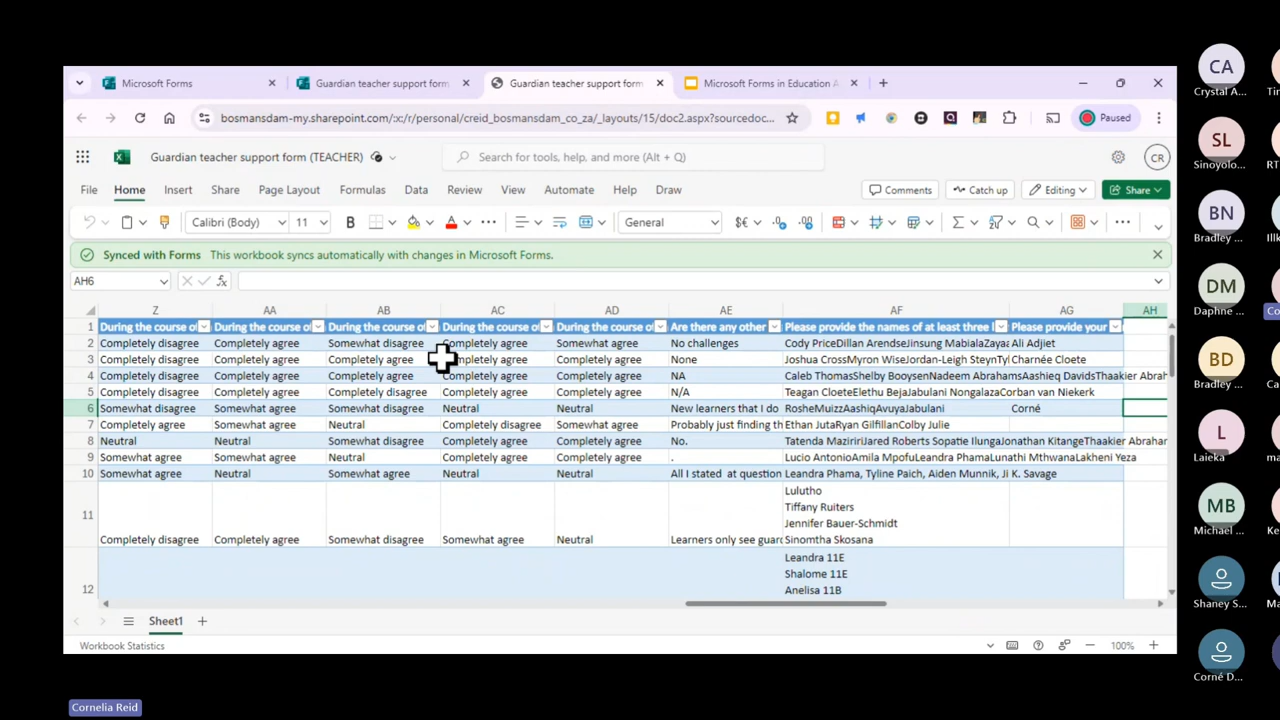 Microsoft Forms
Guardian teacher support form
Guardian teacher support form
Microsoft Forms in Education A
bosmansdam-my.sharepoint.com/:x:/r/personal/creid_bosmansdam_co_za/_layouts/15/doc2.aspx?sourcedoc...
Paused
Guardian teacher support form (TEACHER)
Search for tools, help, and more (Alt + Q)
CR
File Home Insert Share Page Layout Formulas Data Review View Automate Help Draw
Comments Catch up Editing Share
Calibri (Body) 11 B A General $€
Synced with Forms This workbook syncs automatically with changes in Microsoft Forms.
AH6 fx
Z AA AB AC AD AE AF AG AH
1 During the course of During the course of During the course of During the course of During the course of Are there any other Please provide the names of at least three l Please provide your
2 Completely disagree Completely agree Somewhat disagree Completely agree Somewhat agree No challenges Cody PriceDillan ArendseJinsung MabialaZaya Ali Adjiet
3 Completely disagree Completely agree Completely agree Completely agree Completely agree None Joshua CrossMyron WiseJordan-Leigh SteynTyl Charnée Cloete
4 Completely disagree Completely agree Completely agree Completely agree Completely agree NA Caleb ThomasShelby BooysenNadeem AbrahamsAashieq DavidsThaakier Abrah
5 Completely disagree Completely agree Completely disagree Completely agree Completely agree N/A Teagan CloeteElethu BejaJabulani NongalazaCorban van Niekerk
6 Somewhat disagree Somewhat agree Somewhat disagree Neutral Neutral New learners that I do RosheMuizzAashiqAvuyaJabulani Corné
7 Completely agree Somewhat agree Neutral Completely disagree Completely agree Probably just finding th Ethan JutaRyan GilfillanColby Julie
8 Neutral Neutral Somewhat disagree Completely agree Completely agree No. Tatenda MaziririJared Roberts Sopatie IlungaJonathan KitangeThaakier Abrahar
9 Somewhat agree Somewhat agree Neutral Completely agree Completely agree . Lucio AntonioAmila MpofuLeandra PhamaLunathi MthwanaLakheni Yeza
10 Somewhat agree Neutral Somewhat agree Neutral Neutral All I stated at question Leandra Phama, Tyline Paich, Aiden Munnik, Ji K. Savage
Lulutho
Tiffany Ruiters
11 Jennifer Bauer-Schmidt
Completely disagree Completely agree Somewhat disagree Somewhat agree Neutral Learners only see guar Sinomtha Skosana
Leandra 11E
Shalome 11E
12 Anelisa 11B
Sheet1
Workbook Statistics 100%
Cornelia Reid
CA
Crystal A...
SL
Sinoyolo...
BN
Bradley ...
DM
Daphne ...
BD
Bradley ...
L
Laieka
MB
Michael ...
Shaney S...
Corné D...